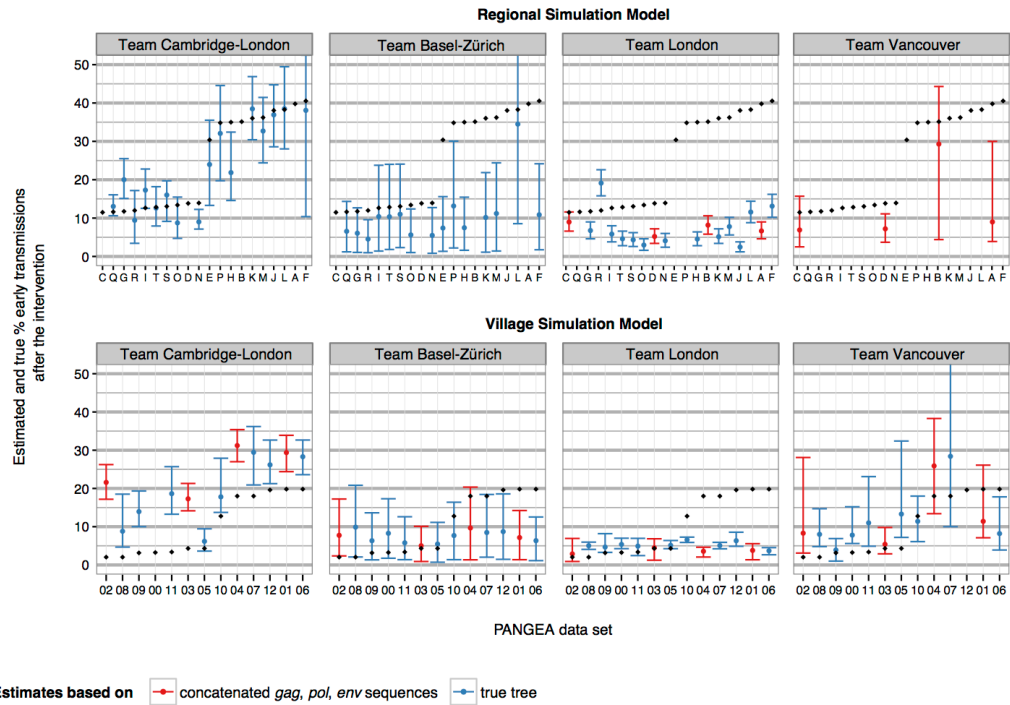 Regional Simulation Model
Team Cambridge-London Team Basel-Zürich Team London Team Vancouver
50
40
30
20
10
0
C Q G R I T S O D N E P H B K M J L A F C Q G R I T S O D N E P H B K M J L A F C Q G R I T S O D N E P H B K M J L A F C Q G R I T S O D N E P H B K M J L A F
Estimated and true % early transmissions
after the intervention
Village Simulation Model
Team Cambridge-London Team Basel-Zürich Team London Team Vancouver
50
40
30
20
10
0
02 08 09 00 11 03 05 10 04 07 12 01 06 02 08 09 00 11 03 05 10 04 07 12 01 06 02 08 09 00 11 03 05 10 04 07 12 01 06 02 08 09 00 11 03 05 10 04 07 12 01 06
PANGEA data set
Estimates based on concatenated gag, pol, env sequences true tree